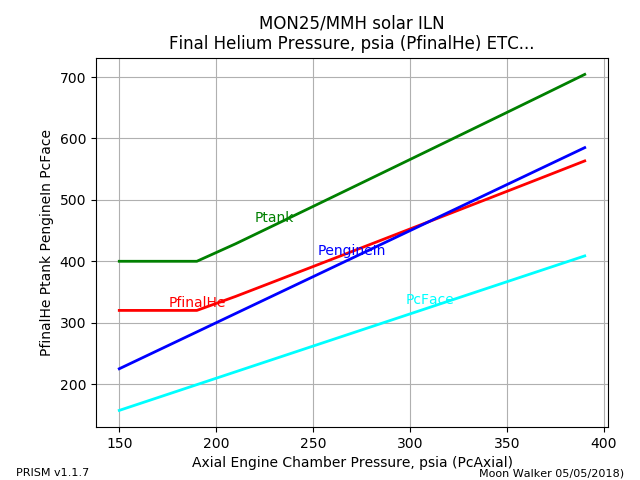 MON25/MMH solar ILN
Final Helium Pressure, psia (PfinalHe) ETC...
PfinalHe Ptank PengineIn PcFace
700
600
500
400
300
200
Ptank
PengineIn
PfinalHe
PcFace
150
200
250
300
350
400
Axial Engine Chamber Pressure, psia (PcAxial)
PRISM v1.1.7
Moon Walker 05/05/2018)